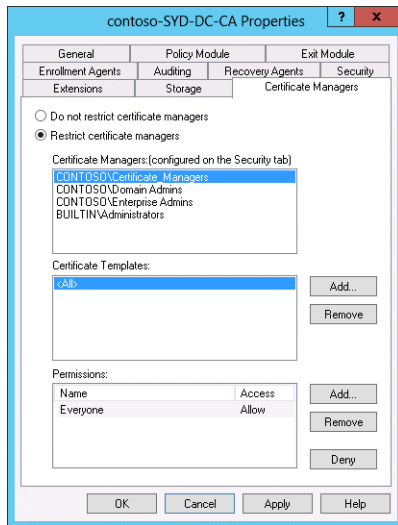 contoso-SYD-DC-CA Properties
?
x
General
Policy Module
Exit Module
Enrollment Agents
Auditing
Recovery Agents
Security
Extensions
Storage
Certificate Managers
Do not restrict certificate managers
Restrict certificate managers
Certificate Managers:(configured on the Security tab)
CONTOSO\Certificate_Managers
CONTOSO\Domain Admins
CONTOSO\Enterprise Admins
BUILTIN\Administrators
Certificate Templates:
<All>
Add...
Remove
Permissions:
Name
Access
Everyone
Allow
Add...
Remove
Deny
OK
Cancel
Apply
Help